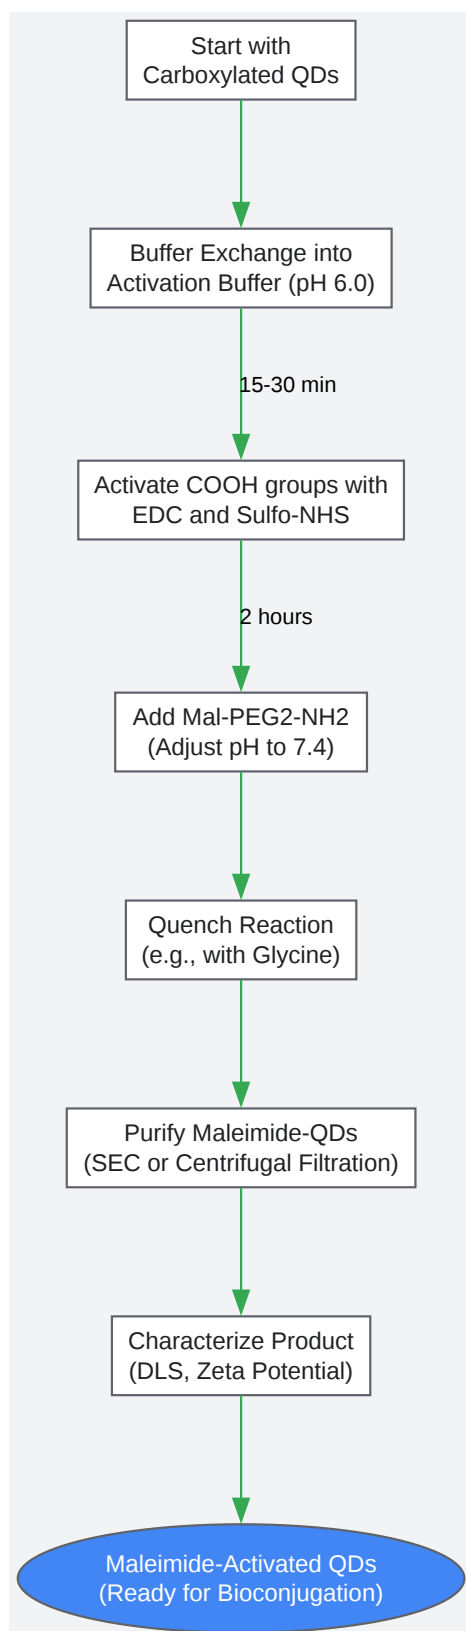 Start with
Carboxylated QDs
Buffer Exchange into
Activation Buffer (pH 6.0)
15-30 min
Activate COOH groups with
EDC and Sulfo-NHS
2 hours
Add Mal-PEG2-NH2
(Adjust pH to 7.4)
Quench Reaction
(e.g., with Glycine)
Purify Maleimide-QDs
(SEC or Centrifugal Filtration)
Characterize Product
(DLS, Zeta Potential)
Maleimide-Activated QDs
(Ready for Bioconjugation)